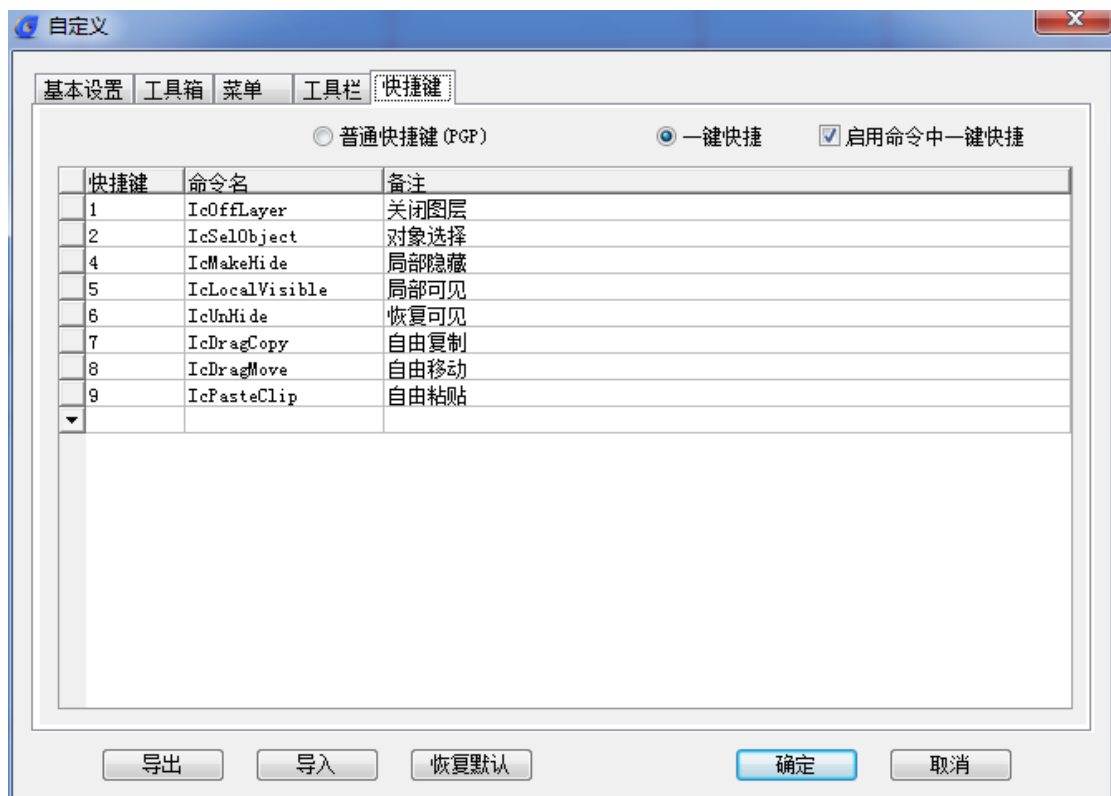 自定义
基本设置 工具箱 菜单 工具栏 快捷键
普通快捷键(PGP) 一键快捷 启用命令中一键快捷
快捷键 命令名 备注
1 IcOffLayer 关闭图层
2 IcSelObject 对象选择
4 IcMakeHide 局部隐藏
5 IcLocalVisible 局部可见
6 IcUnHide 恢复可见
7 IcDragCopy 自由复制
8 IcDragMove 自由移动
9 IcPasteClip 自由粘贴
导出 导入 恢复默认 确定 取消